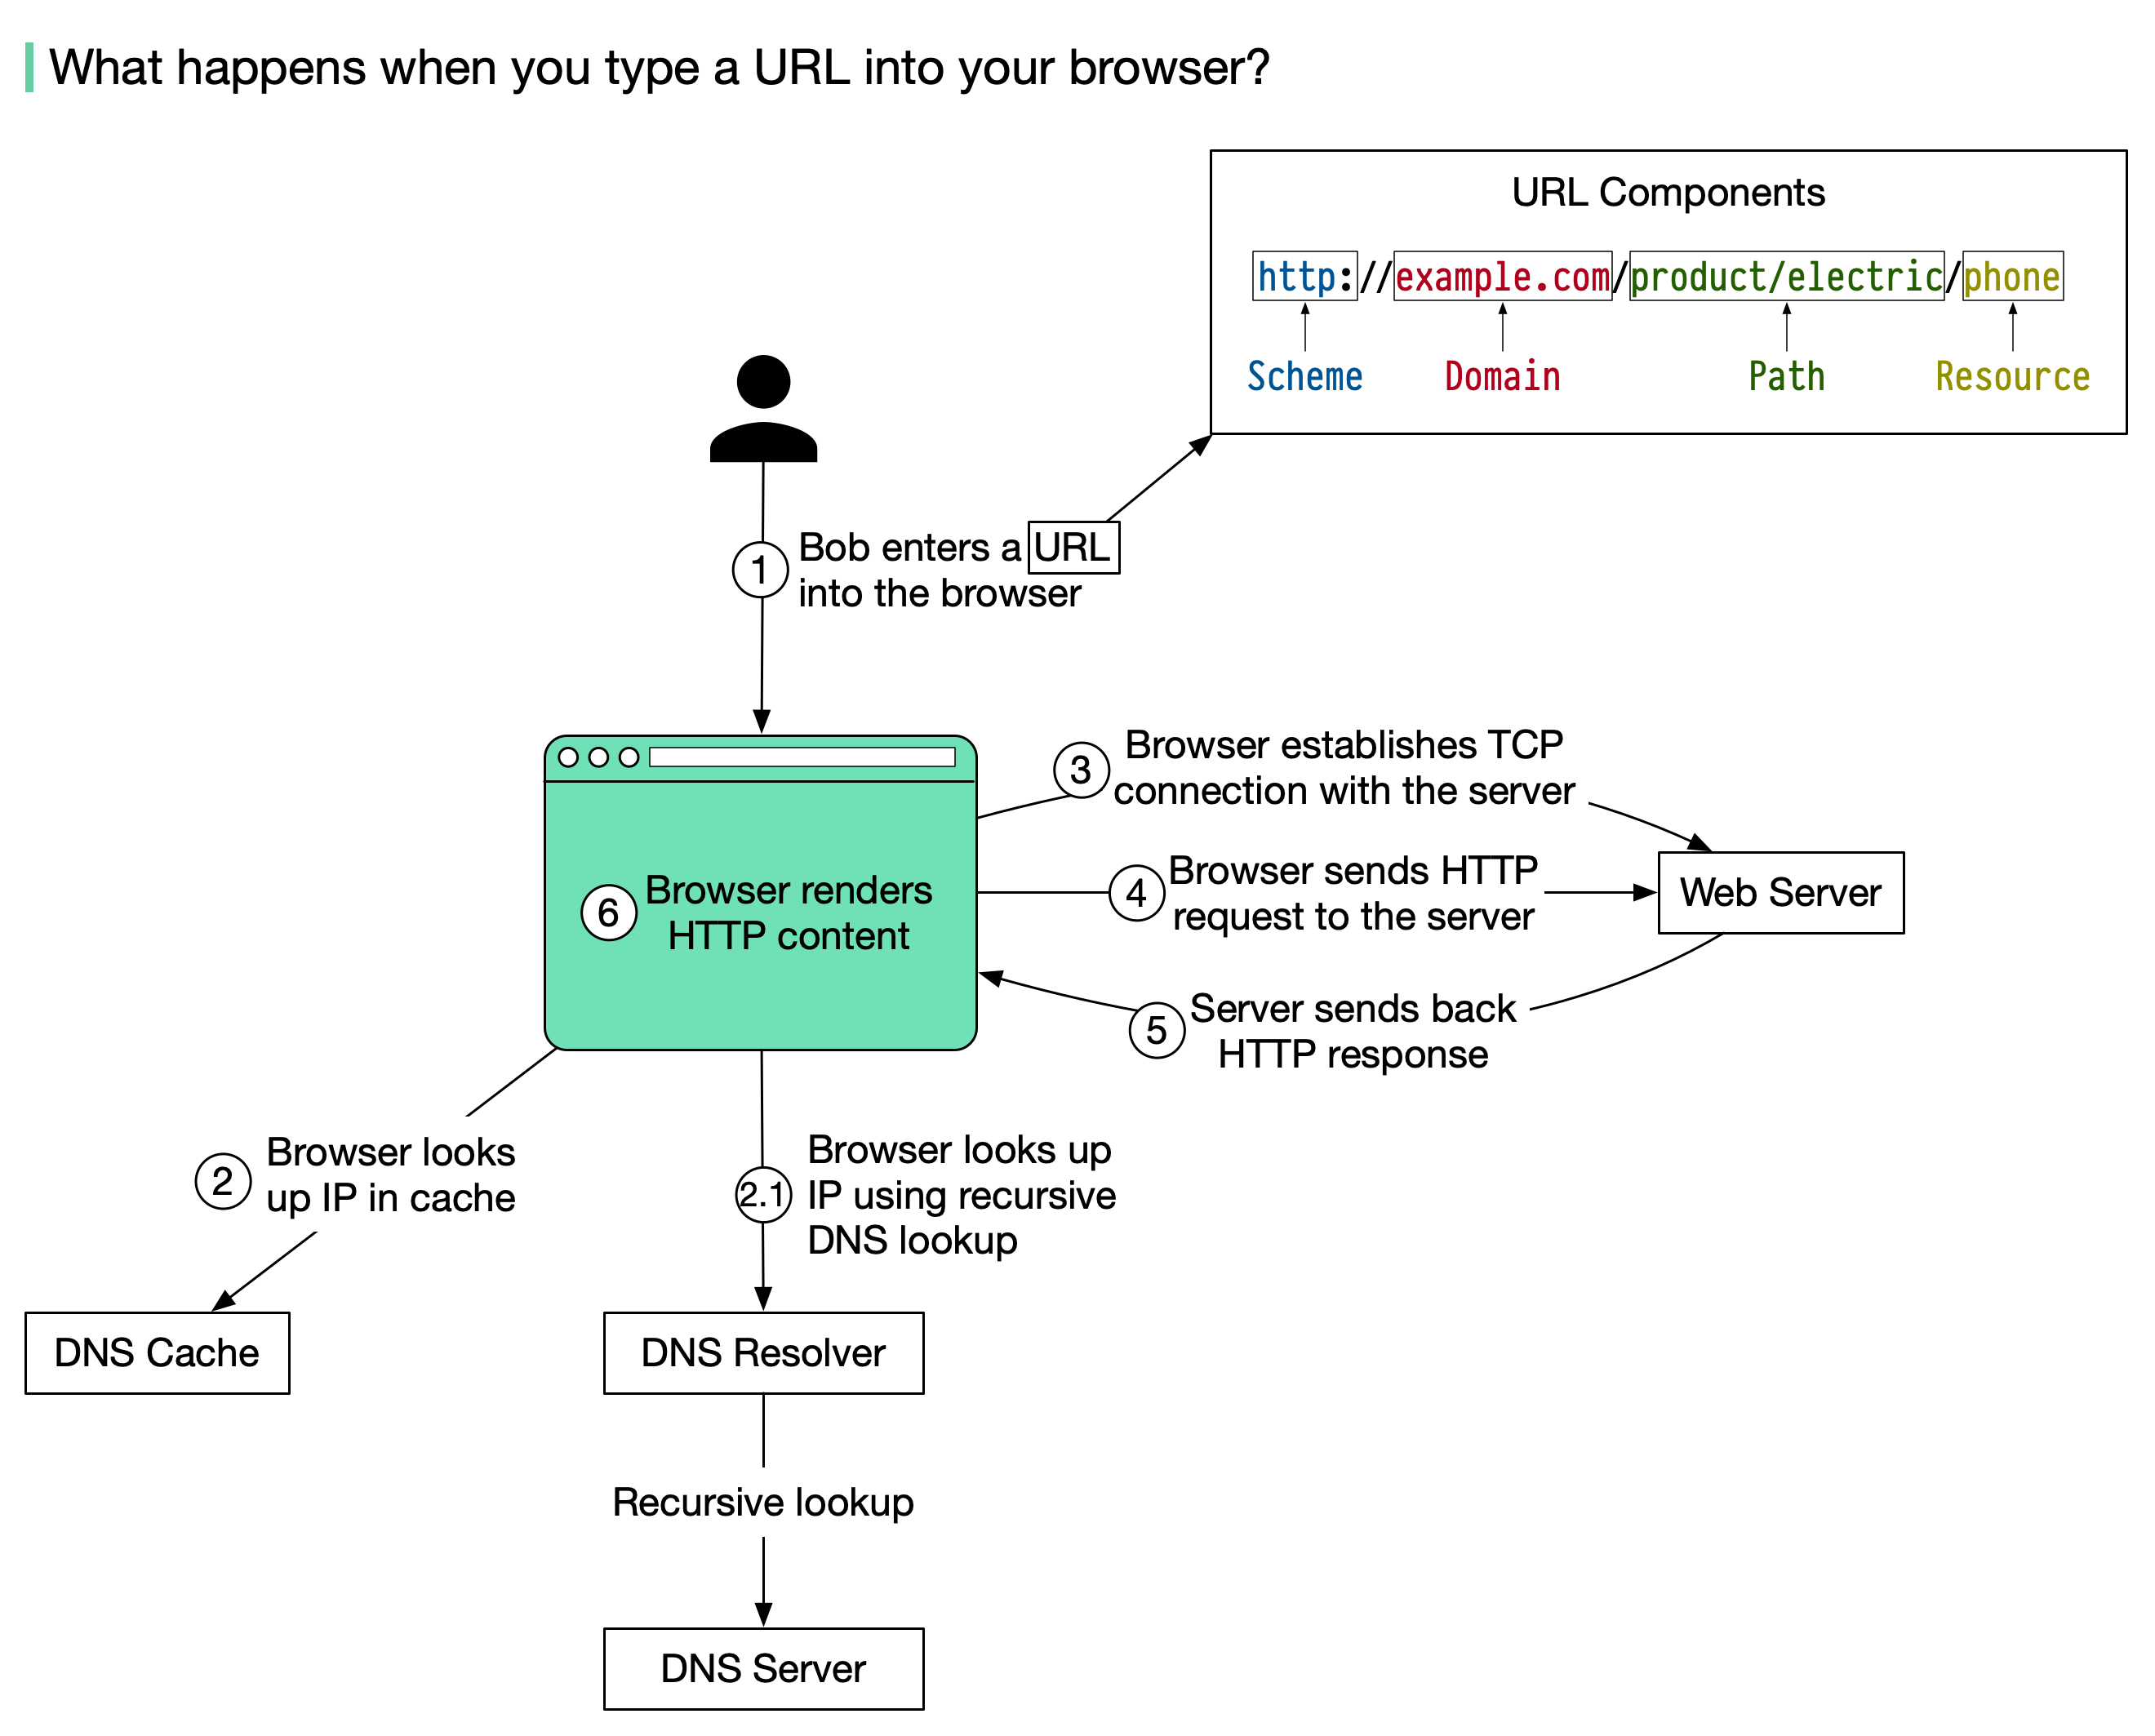 What happens when you type a URL into your browser?
URL Components
http://example.com/product/electric/phone
Scheme Domain Path Resource
1 Bob enters a URL
into the browser
3 Browser establishes TCP
connection with the server
4 Browser sends HTTP
request to the server
Web Server
6 Browser renders
HTTP content
5 Server sends back
HTTP response
2 Browser looks
up IP in cache
2.1 Browser looks up
IP using recursive
DNS lookup
DNS Cache
DNS Resolver
Recursive lookup
DNS Server